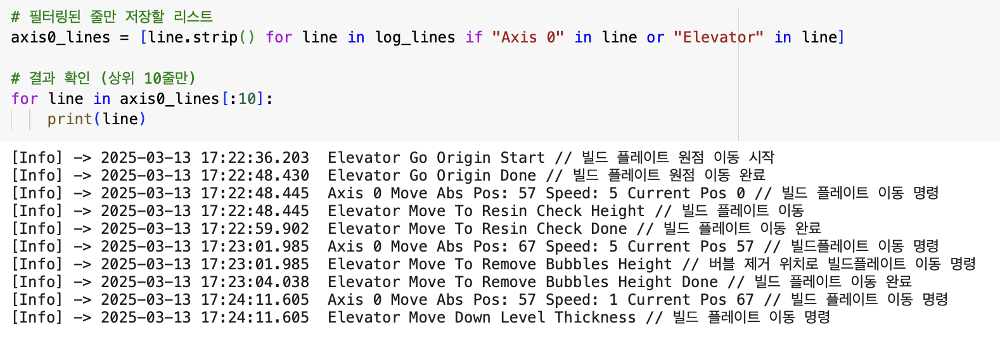 # 필터링된 줄만 저장할 리스트
axis0_lines = [line.strip() for line in log_lines if "Axis 0" in line or "Elevator" in line]
# 결과 확인 (상위 10줄만)
for line in axis0_lines[:10]:
    print(line)
[Info] -> 2025-03-13 17:22:36.203  Elevator Go Origin Start // 빌드 플레이트 원점 이동 시작
[Info] -> 2025-03-13 17:22:48.430  Elevator Go Origin Done // 빌드 플레이트 원점 이동 완료
[Info] -> 2025-03-13 17:22:48.445  Axis 0 Move Abs Pos: 57 Speed: 5 Current Pos 0 // 빌드 플레이트 이동 명령
[Info] -> 2025-03-13 17:22:48.445  Elevator Move To Resin Check Height // 빌드 플레이트 이동
[Info] -> 2025-03-13 17:22:59.902  Elevator Move To Resin Check Done // 빌드 플레이트 이동 완료
[Info] -> 2025-03-13 17:23:01.985  Axis 0 Move Abs Pos: 67 Speed: 5 Current Pos 57 // 빌드플레이트 이동 명령
[Info] -> 2025-03-13 17:23:01.985  Elevator Move To Remove Bubbles Height // 버블 제거 위치로 빌드플레이트 이동 명령
[Info] -> 2025-03-13 17:23:04.038  Elevator Move To Remove Bubbles Height Done // 빌드 플레이트 이동 완료
[Info] -> 2025-03-13 17:24:11.605  Axis 0 Move Abs Pos: 57 Speed: 1 Current Pos 67 // 빌드 플레이트 이동 명령
[Info] -> 2025-03-13 17:24:11.605  Elevator Move Down Level Thickness // 빌드 플레이트 이동 명령